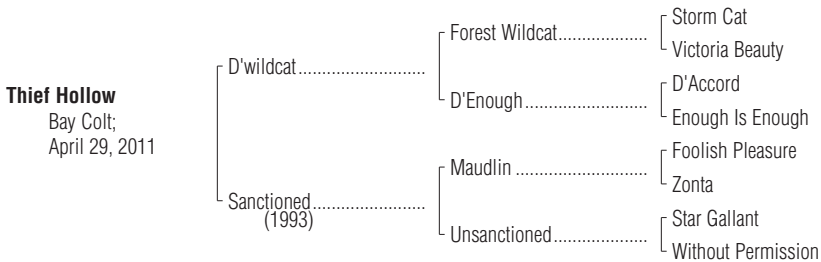 Thief Hollow
Bay Colt;
April 29, 2011
D'wildcat...........................
Sanctioned........................
(1993)
Forest Wildcat...................
D'Enough..........................
Maudlin ............................
Unsanctioned....................
Storm Cat
Victoria Beauty
D'Accord
Enough Is Enough
Foolish Pleasure
Zonta
Star Gallant
Without Permission